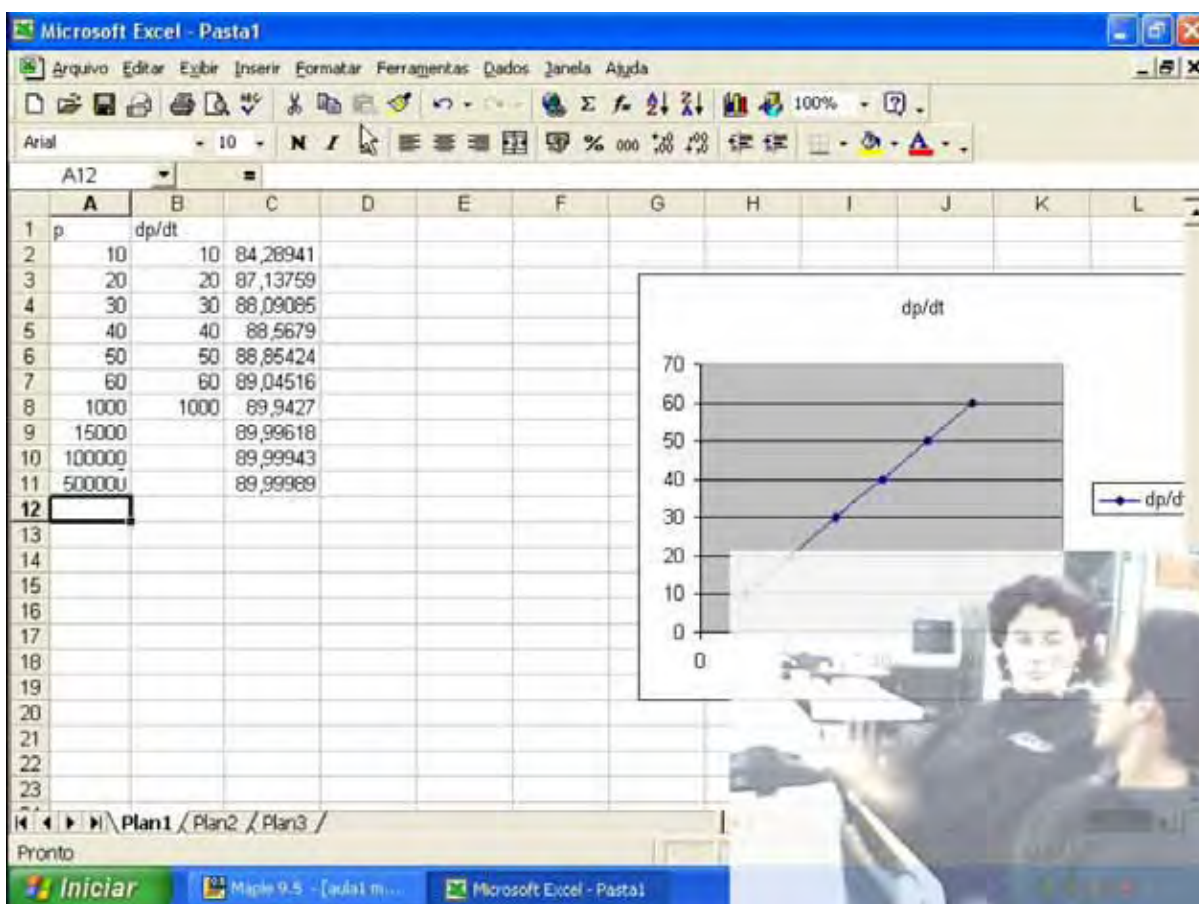 Microsoft Excel - Pasta1
Arquivo Editar Exibir Inserir Formatar Ferramentas Dados Janela Ajuda
100%
Arial 10 N I % 000
A12 =
A B C D E F G H I J K L
1 p dp/dt
2 10 10 84,28941
3 20 20 87,13759
4 30 30 88,09085
5 40 40 88,5679
6 50 50 88,85424
7 60 60 89,04516
8 1000 1000 89,9427
9 15000 89,99618
10 100000 89,99943
11 500000 89,99989
12
13
14
15
16
17
18
19
20
21
22
23
dp/dt
70
60
50
40
30
20
10
0
0
dp/d
Plan1 / Plan2 / Plan3 /
Pronto
Iniciar Maple 9.5 - [aula1 m... Microsoft Excel - Pasta1